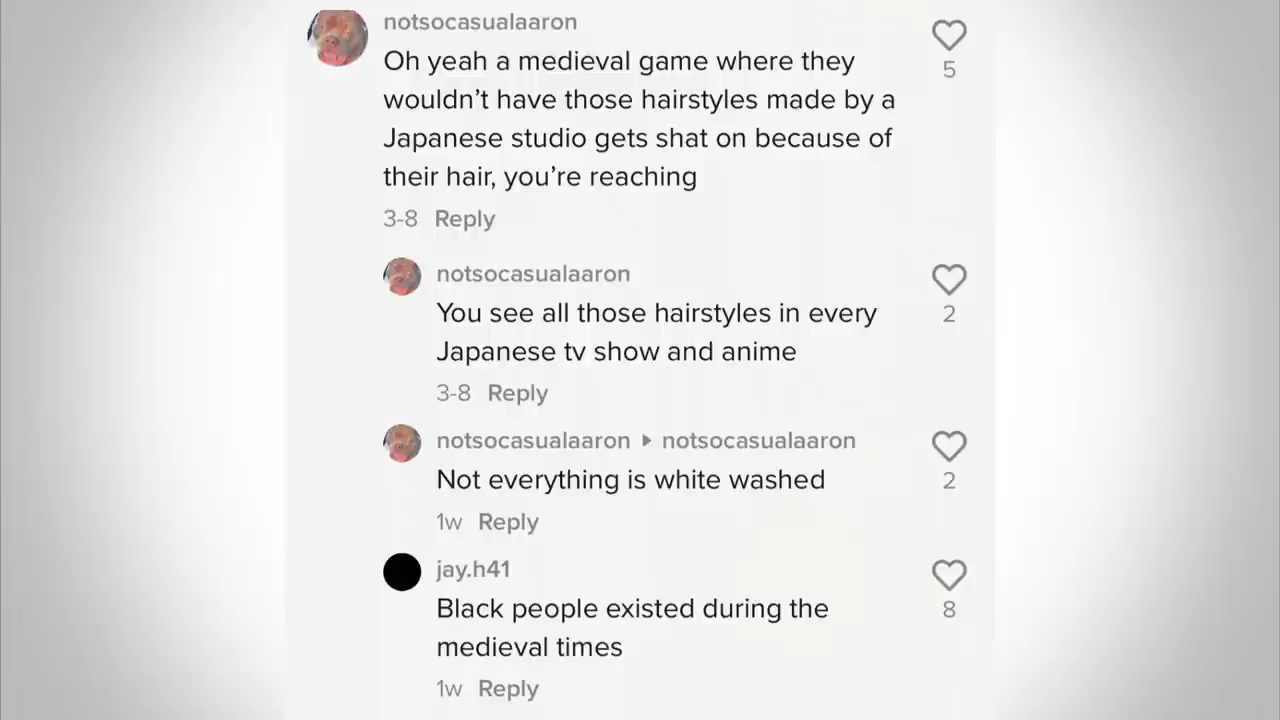 notsocasualaaron
Oh yeah a medieval game where they
5
wouldn't have those hairstyles made by a
Japanese studio gets shat on because of
their hair, you're reaching
3-8 Reply
notsocasualaaron
You see all those hairstyles in every
2
Japanese tv show and anime
3-8 Reply
notsocasualaaron ▸ notsocasualaaron
Not everything is white washed
2
1w Reply
jay.h41
Black people existed during the
8
medieval times
1w Reply